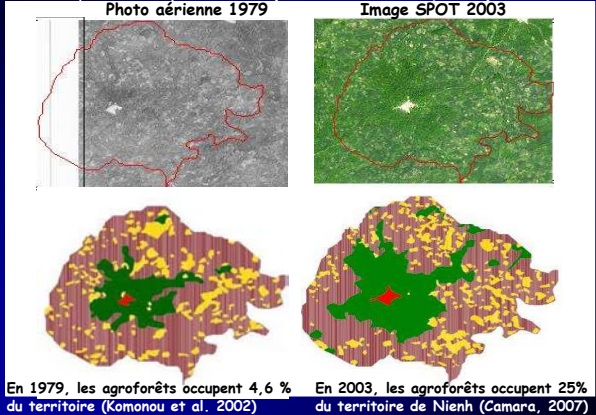 Photo aérienne 1979
Image SPOT 2003
En 1979, les agroforêts occupent 4,6 %
du territoire (Komonou et al. 2002)
En 2003, les agroforêts occupent 25%
du territoire de Nienh (Camara, 2007)